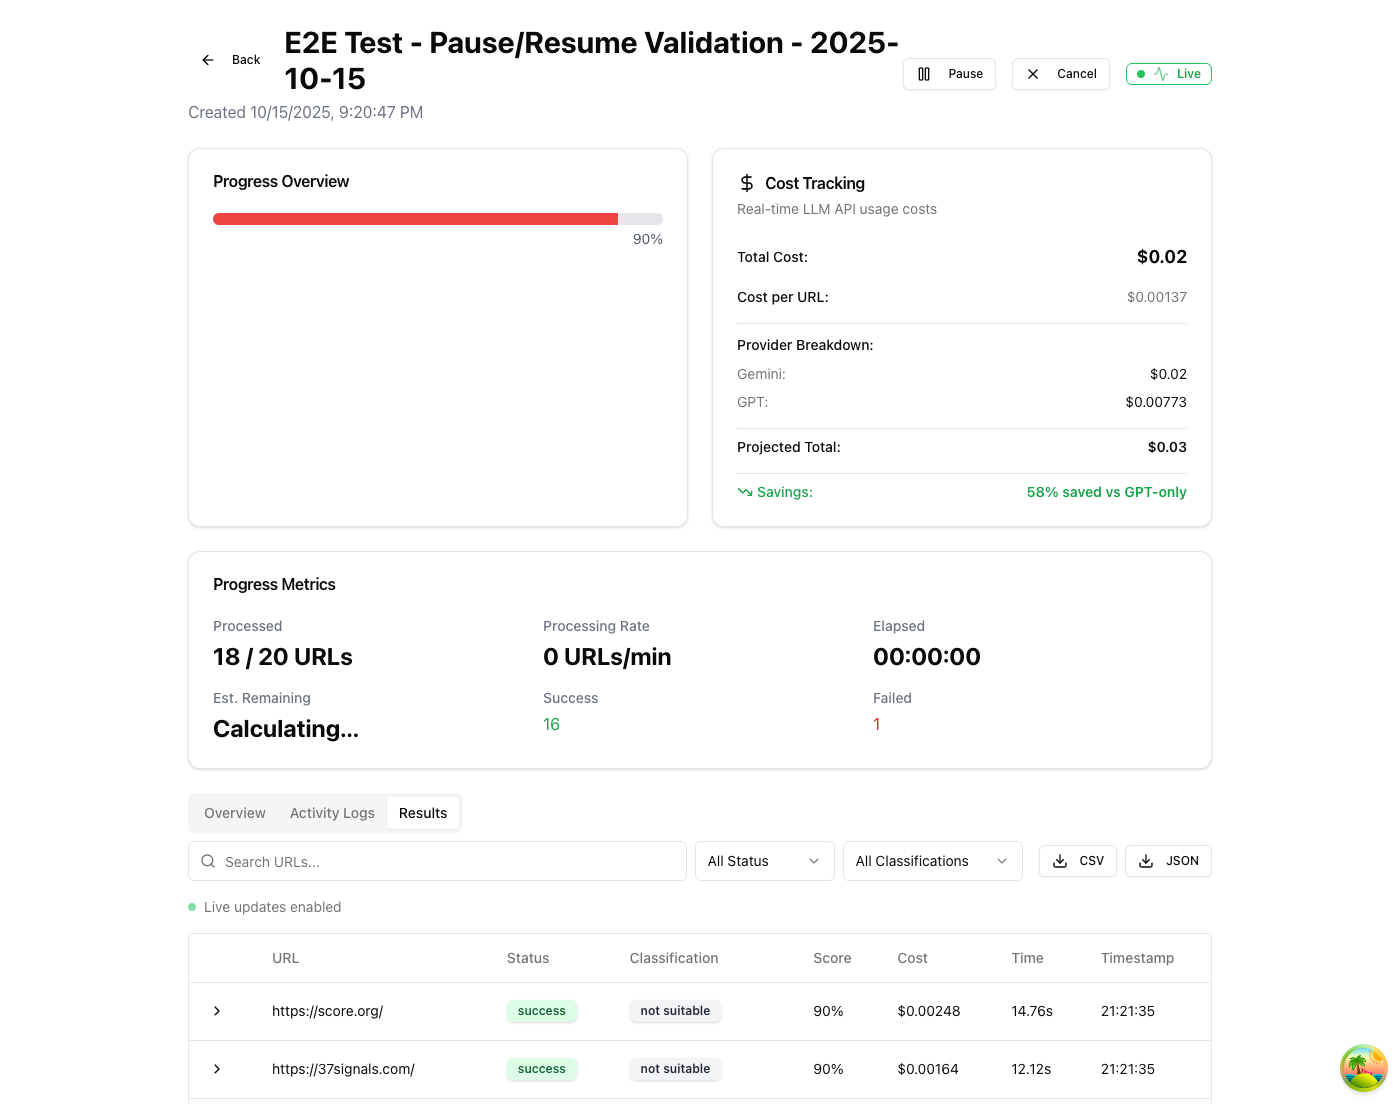 Back
E2E Test - Pause/Resume Validation - 2025-
10-15
Pause
Cancel
Live
Created 10/15/2025, 9:20:47 PM
Progress Overview
90%
Cost Tracking
Real-time LLM API usage costs
Total Cost: $0.02
Cost per URL: $0.00137
Provider Breakdown:
Gemini: $0.02
GPT: $0.00773
Projected Total: $0.03
Savings: 58% saved vs GPT-only
Progress Metrics
Processed Processing Rate Elapsed
18 / 20 URLs 0 URLs/min 00:00:00
Est. Remaining Success Failed
Calculating... 16 1
Overview Activity Logs Results
Search URLs... All Status All Classifications CSV JSON
Live updates enabled
URL Status Classification Score Cost Time Timestamp
https://score.org/ success not suitable 90% $0.00248 14.76s 21:21:35
https://37signals.com/ success not suitable 90% $0.00164 12.12s 21:21:35